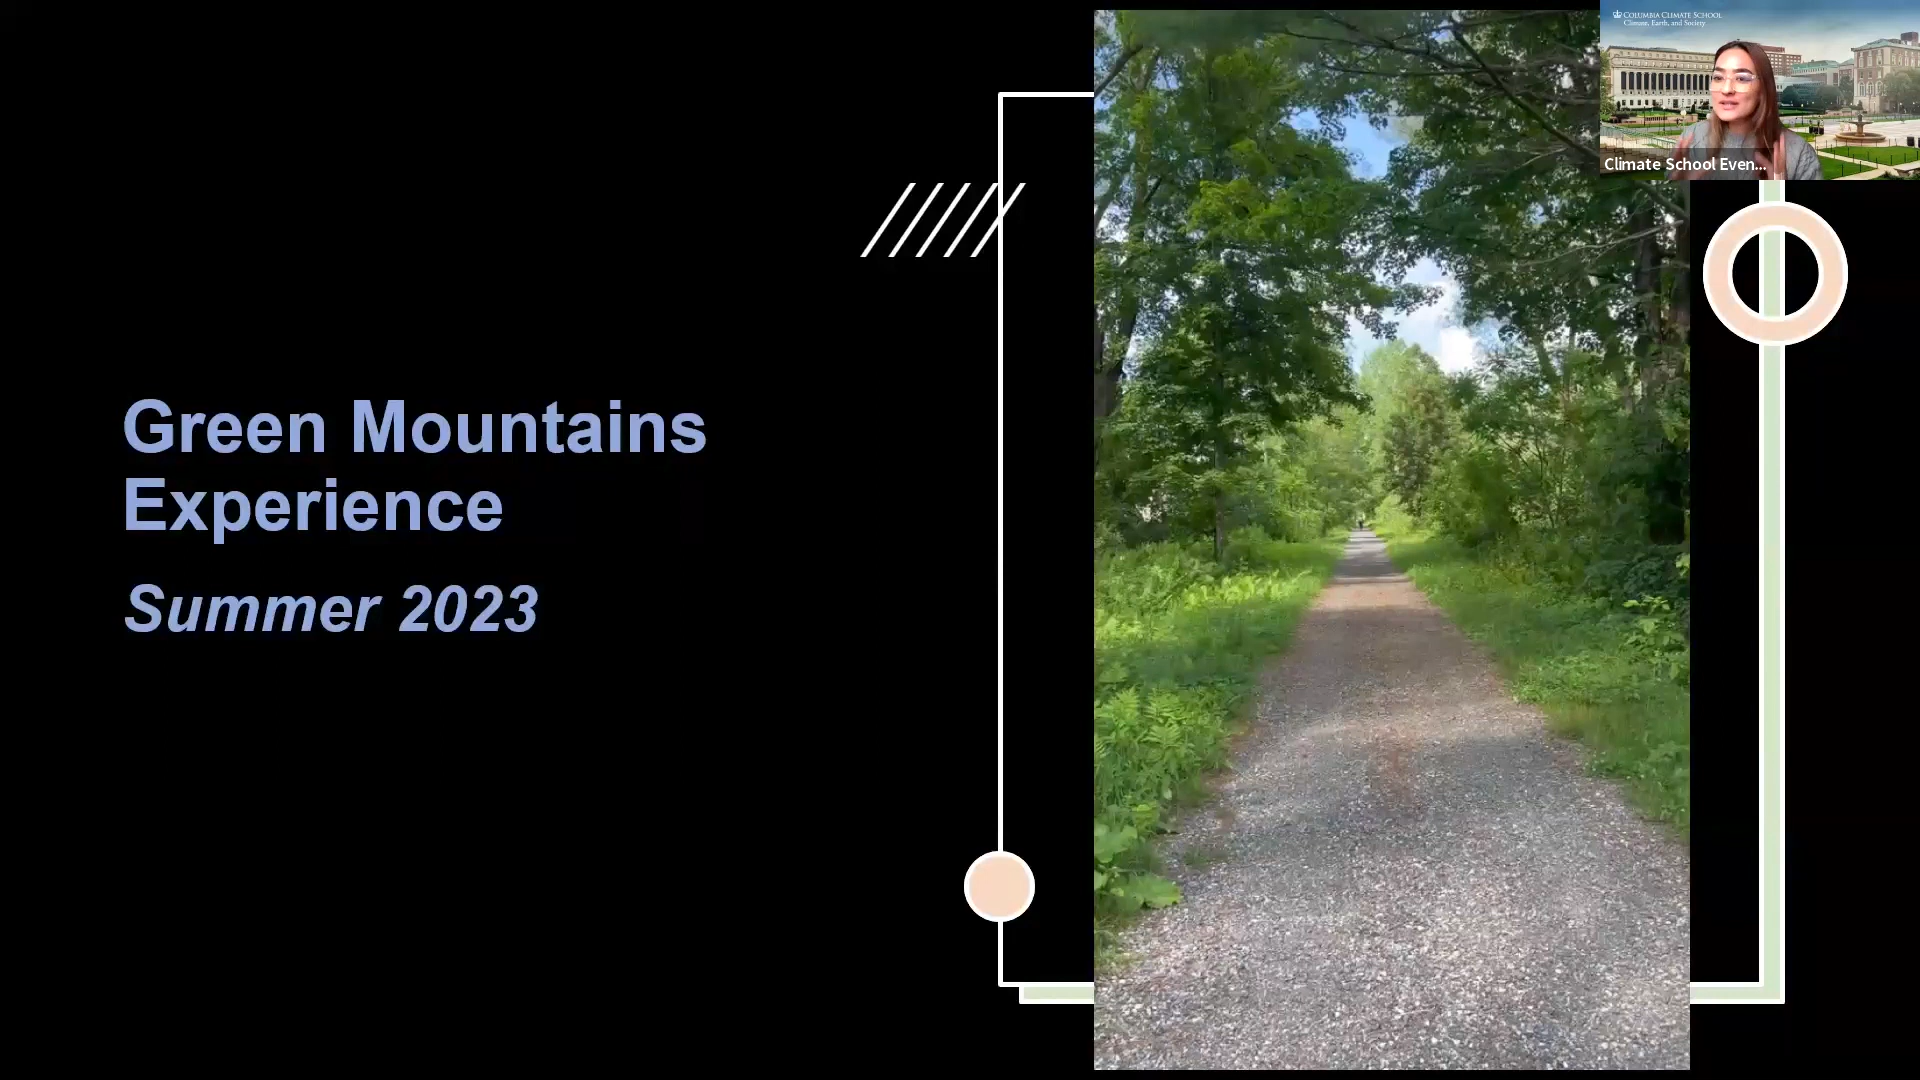 COLUMBIA CLIMATE SCHOOL
Climate, Earth, and Society
Climate School Even...
Green Mountains
Experience
Summer 2023